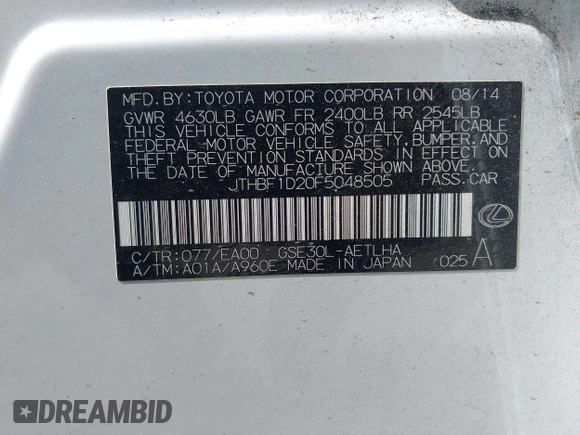 MFD. BY: TOYOTA MOTOR CORPORATION 08/14
GVWR 4630LB GAWR FR 2400LB RR 2545LB
THIS VEHICLE CONFORMS TO ALL APPLICABLE
FEDERAL MOTOR VEHICLE SAFETY, BUMPER, AND
THEFT PREVENTION STANDARDS IN EFFECT ON
THE DATE OF MANUFACTURE SHOWN ABOVE.
JTHBF1D20F5048505 PASS. CAR
C/TR: 077/EA00 GSE30L-AETLHA
A/TM: A01A/A960E MADE IN JAPAN 025 A
DREAMBID